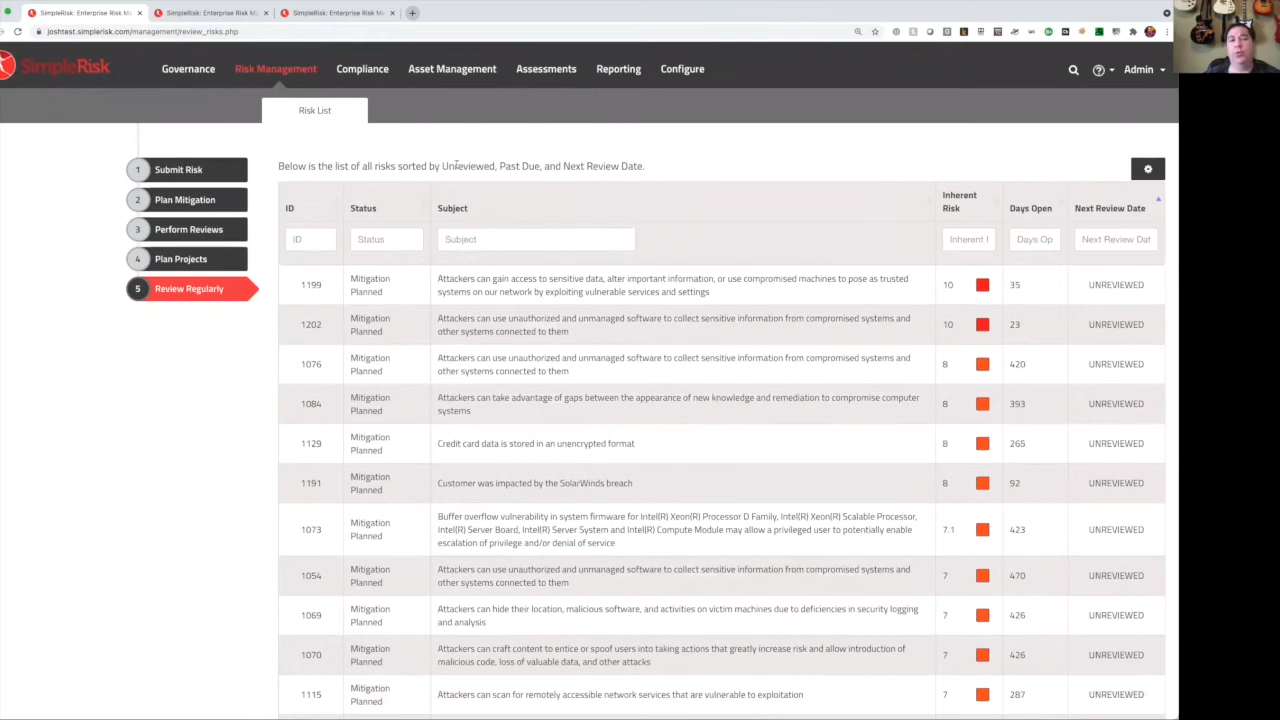 SimpleRisk: Enterprise Risk M
SimpleRisk: Enterprise Risk M
SimpleRisk: Enterprise Risk M
joshtest.simplerisk.com/management/review_risks.php
SimpleRisk
Governance
Risk Management
Compliance
Asset Management
Assessments
Reporting
Configure
Admin
Risk List
1 Submit Risk
2 Plan Mitigation
3 Perform Reviews
4 Plan Projects
5 Review Regularly
Below is the list of all risks sorted by Unreviewed, Past Due, and Next Review Date.
ID
Status
Subject
Inherent
Risk
Days Open
Next Review Date
ID
Status
Subject
Inherent
Days Op
Next Review Dat
1199
Mitigation
Planned
Attackers can gain access to sensitive data, alter important information, or use compromised machines to pose as trusted
systems on our network by exploiting vulnerable services and settings
10
35
UNREVIEWED
1202
Mitigation
Planned
Attackers can use unauthorized and unmanaged software to collect sensitive information from compromised systems and
other systems connected to them
10
23
UNREVIEWED
1076
Mitigation
Planned
Attackers can use unauthorized and unmanaged software to collect sensitive information from compromised systems and
other systems connected to them
8
420
UNREVIEWED
1084
Mitigation
Planned
Attackers can take advantage of gaps between the appearance of new knowledge and remediation to compromise computer
systems
8
393
UNREVIEWED
1129
Mitigation
Planned
Credit card data is stored in an unencrypted format
8
265
UNREVIEWED
1191
Mitigation
Planned
Customer was impacted by the SolarWinds breach
8
92
UNREVIEWED
1073
Mitigation
Planned
Buffer overflow vulnerability in system firmware for Intel(R) Xeon(R) Processor D Family, Intel(R) Xeon(R) Scalable Processor,
Intel(R) Server Board, Intel(R) Server System and Intel(R) Compute Module may allow a privileged user to potentially enable
escalation of privilege and/or denial of service
7.1
423
UNREVIEWED
1054
Mitigation
Planned
Attackers can use unauthorized and unmanaged software to collect sensitive information from compromised systems and
other systems connected to them
7
470
UNREVIEWED
1069
Mitigation
Planned
Attackers can hide their location, malicious software, and activities on victim machines due to deficiencies in security logging
and analysis
7
426
UNREVIEWED
1070
Mitigation
Planned
Attackers can craft content to entice or spoof users into taking actions that greatly increase risk and allow introduction of
malicious code, loss of valuable data, and other attacks
7
426
UNREVIEWED
1115
Mitigation
Planned
Attackers can scan for remotely accessible network services that are vulnerable to exploitation
7
287
UNREVIEWED